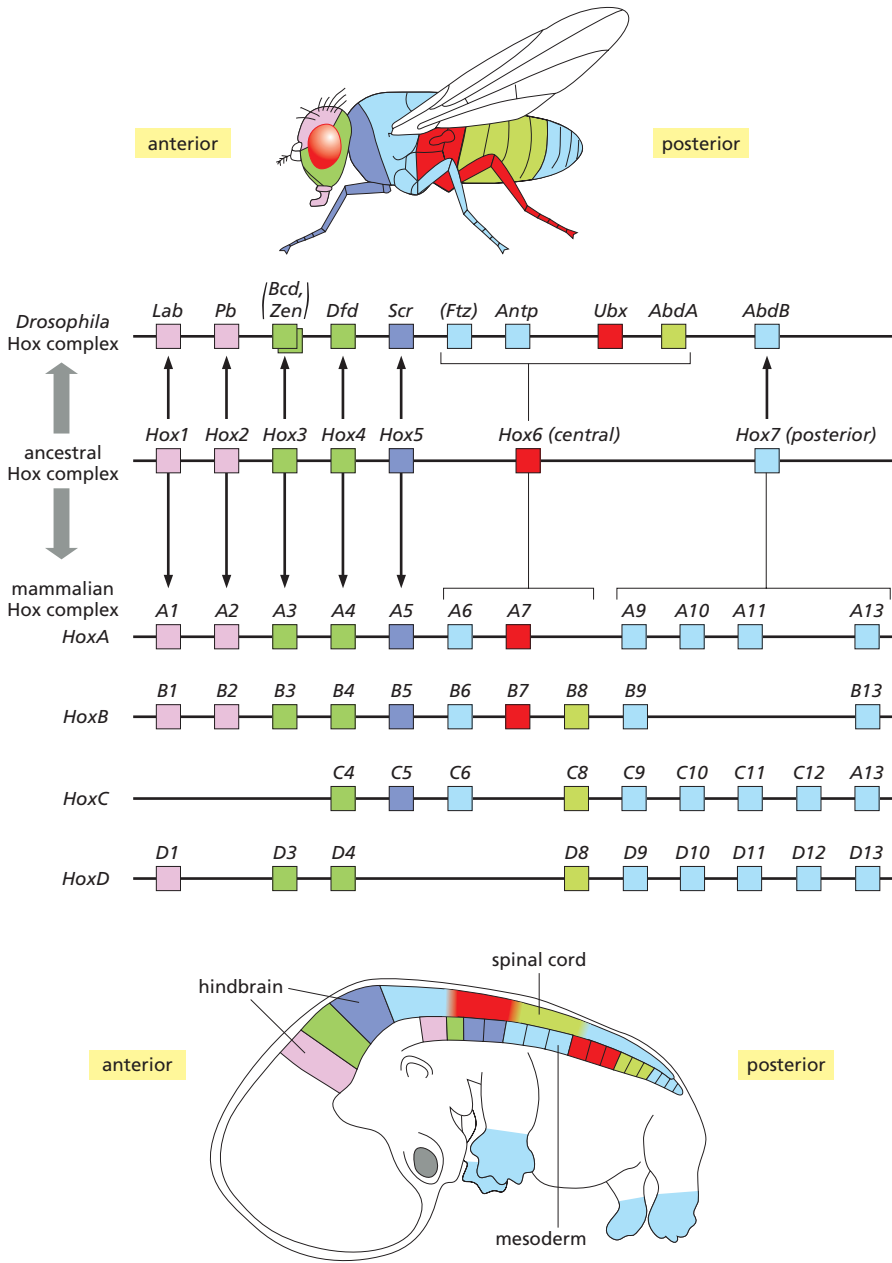 anterior
posterior
(Bcd,
Lab Pb Zen) Dfd Scr (Ftz) Antp Ubx AbdA AbdB
Drosophila
Hox complex
Hox1 Hox2 Hox3 Hox4 Hox5 Hox6 (central) Hox7 (posterior)
ancestral
Hox complex
mammalian
Hox complex
A1 A2 A3 A4 A5 A6 A7 A9 A10 A11 A13
HoxA
B1 B2 B3 B4 B5 B6 B7 B8 B9 B13
HoxB
C4 C5 C6 C8 C9 C10 C11 C12 A13
HoxC
D1 D3 D4 D8 D9 D10 D11 D12 D13
HoxD
spinal cord
hindbrain
anterior
posterior
mesoderm